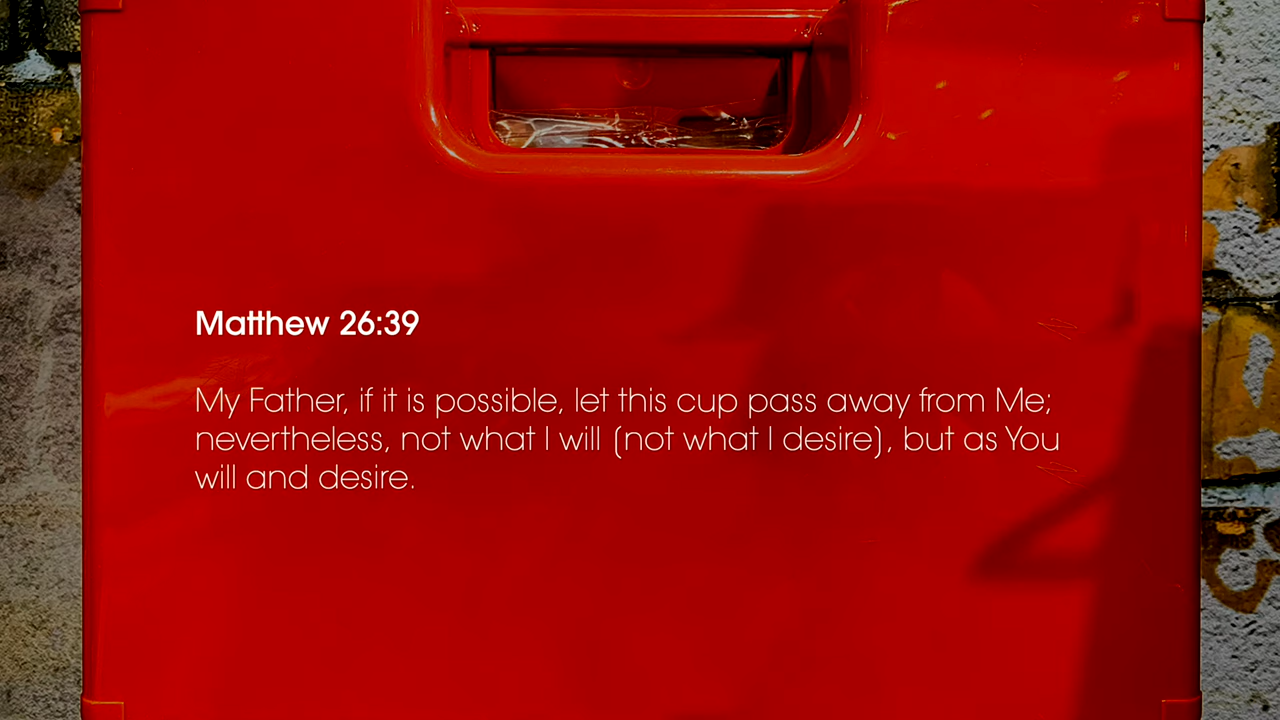 Matthew 26:39
My Father, if it is possible, let this cup pass away from Me;
nevertheless, not what I will (not what I desire), but as You
will and desire.